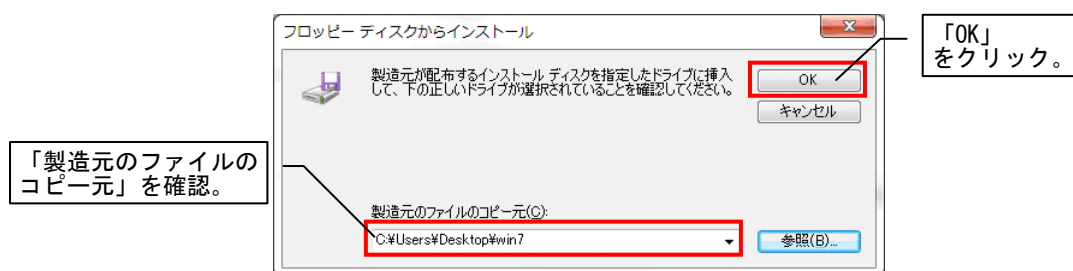 フロッピー ディスクからインストール
「OK」
をクリック。
製造元が配布するインストール ディスクを指定したドライブに挿入
して、下の正しいドライブが選択されていることを確認してください。
OK
キャンセル
「製造元のファイルの
コピー元」を確認。
製造元のファイルのコピー元(C):
C:¥Users¥Desktop¥win7
参照(B)...